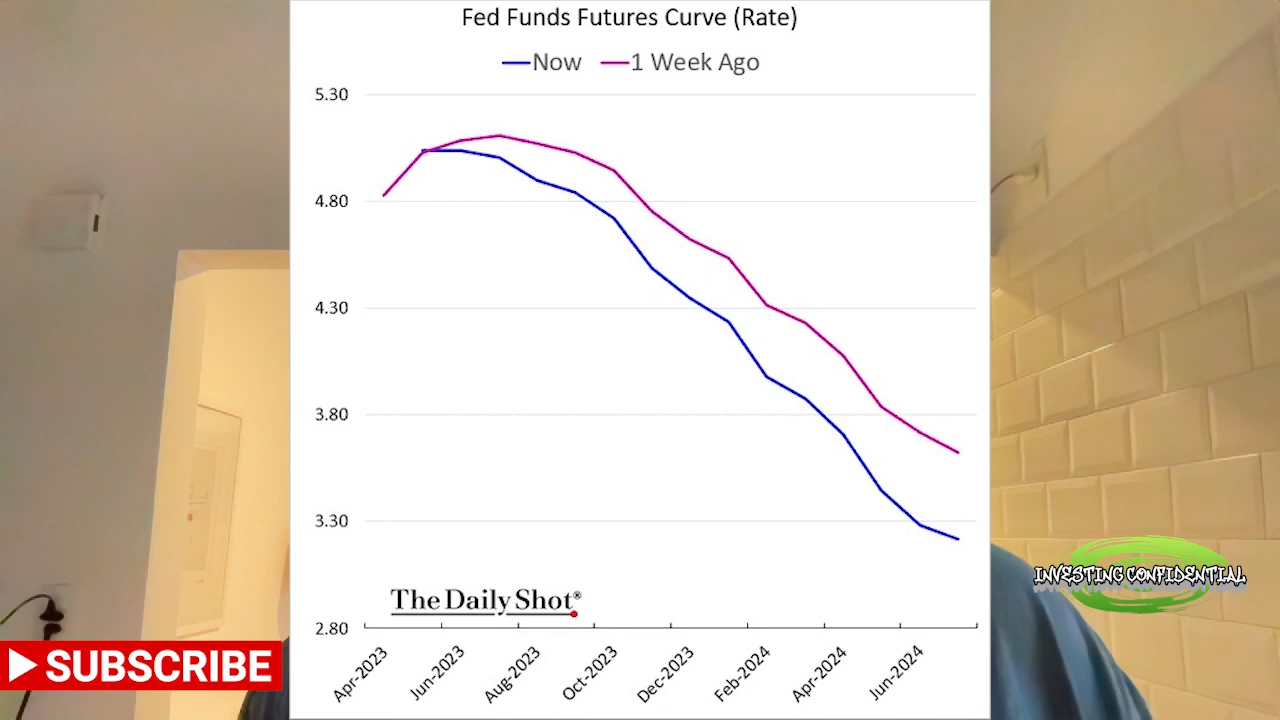 Fed Funds Futures Curve (Rate)
Now 1 Week Ago
5.30
4.80
4.30
3.80
3.30
2.80
Apr-2023 Jun-2023 Aug-2023 Oct-2023 Dec-2023 Feb-2024 Apr-2024 Jun-2024
The Daily Shot®
SUBSCRIBE
INVESTING CONFIDENTIAL